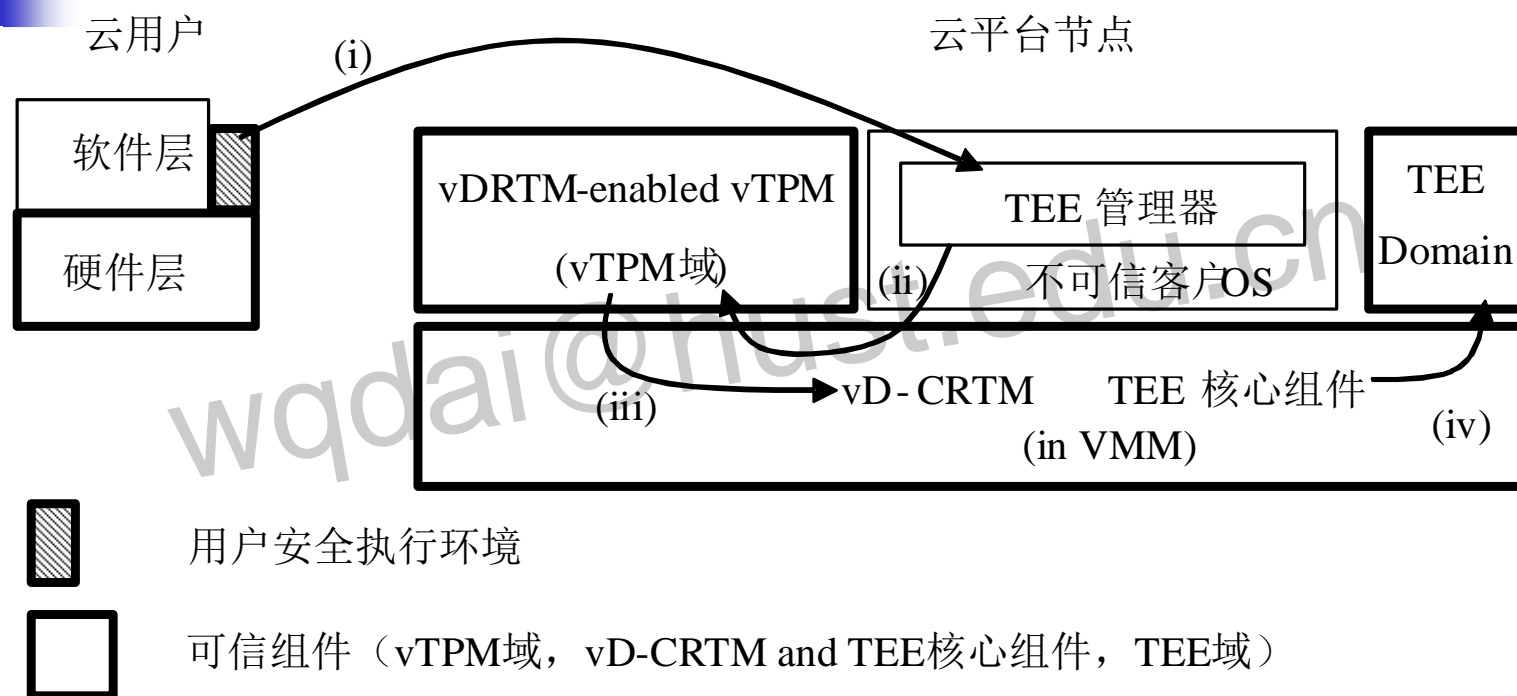 云用户
云平台节点
(i)
软件层
硬件层
vDRTM-enabled vTPM
(vTPM域)
TEE 管理器
(ii)
不可信客户OS
TEE
Domain
(iii)
vD-CRTM
TEE 核心组件
(iv)
(in VMM)
wqdai@hust.edu.cn
用户安全执行环境
可信组件（vTPM域，vD-CRTM and TEE核心组件，TEE域）